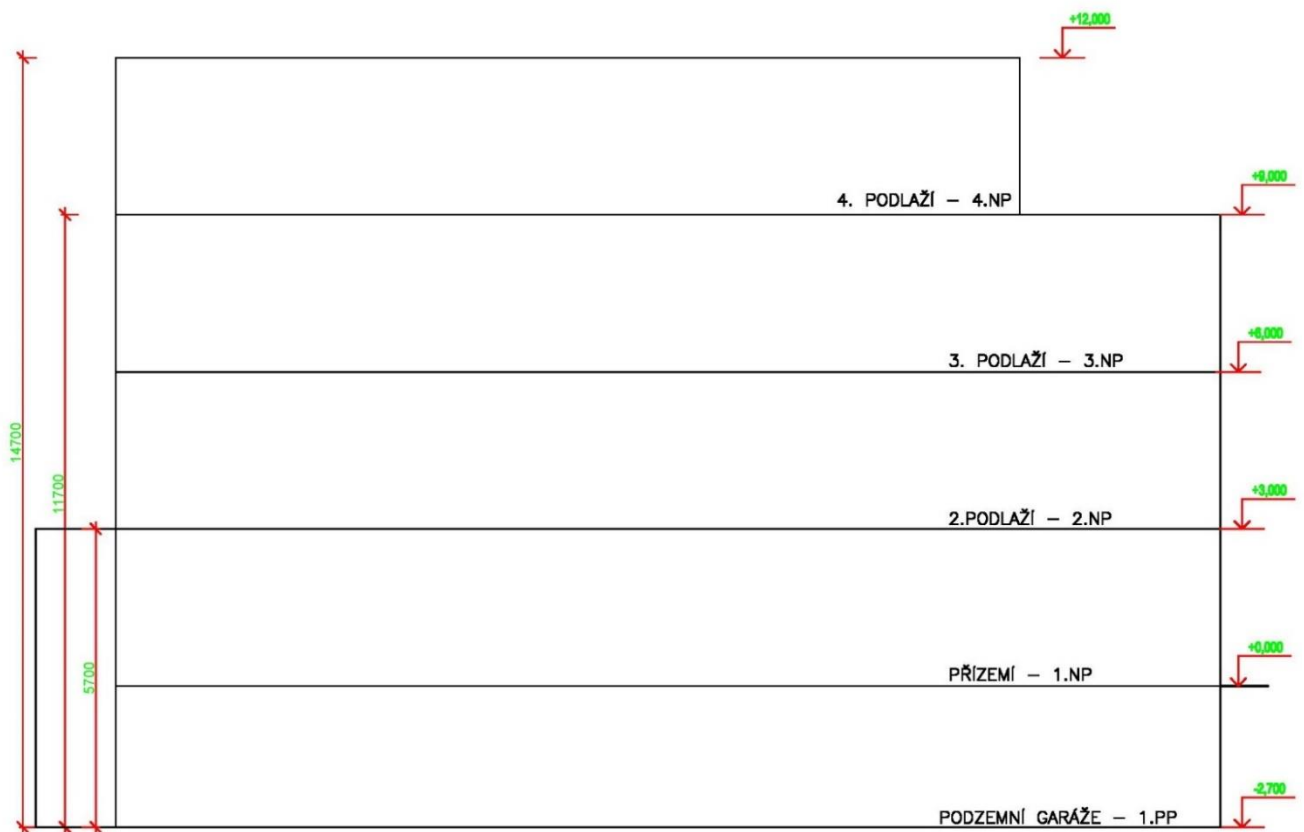 +12,000
4. PODLAŽÍ – 4.NP
+9,000
3. PODLAŽÍ – 3.NP
+6,000
14700
11700
2.PODLAŽÍ – 2.NP
+3,000
5700
PŘÍZEMÍ – 1.NP
+0,000
PODZEMNÍ GARÁŽE – 1.PP
-2,700